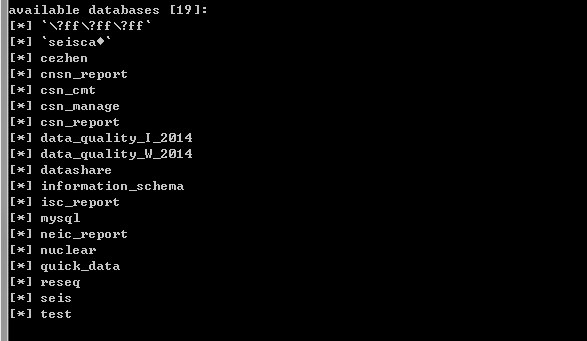 available databases [19]:
[*] `\?ff\?ff\?ff`
[*] `seisca♦`
[*] cezhen
[*] cnsn_report
[*] csn_cmt
[*] csn_manage
[*] csn_report
[*] data_quality_I_2014
[*] data_quality_W_2014
[*] datashare
[*] information_schema
[*] isc_report
[*] mysql
[*] neic_report
[*] nuclear
[*] quick_data
[*] reseq
[*] seis
[*] test